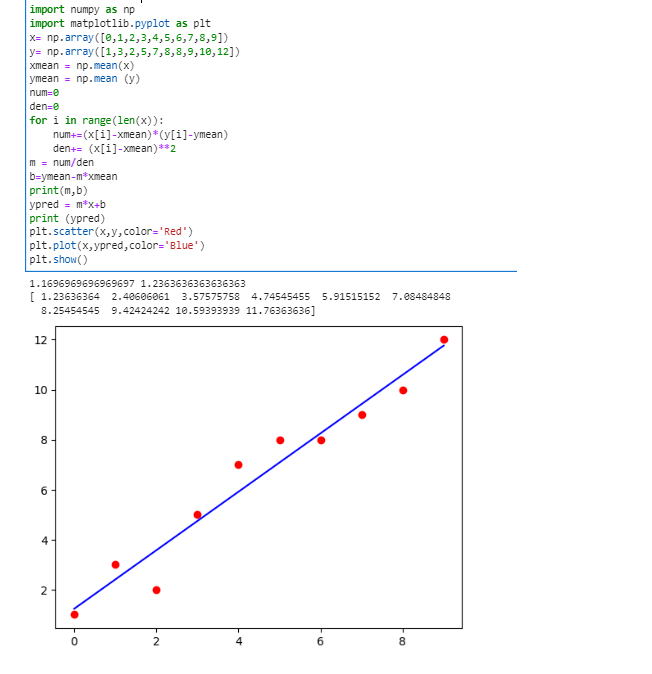 import numpy as np
import matplotlib.pyplot as plt
x= np.array([0,1,2,3,4,5,6,7,8,9])
y= np.array([1,3,2,5,7,8,8,9,10,12])
xmean = np.mean(x)
ymean = np.mean (y)
num=0
den=0
for i in range(len(x)):
    num+=(x[i]-xmean)*(y[i]-ymean)
    den+= (x[i]-xmean)**2
m = num/den
b=ymean-m*xmean
print(m,b)
ypred = m*x+b
print (ypred)
plt.scatter(x,y,color='Red')
plt.plot(x,ypred,color='Blue')
plt.show()
1.1696969696969697 1.2363636363636363
[ 1.23636364  2.40606061  3.57575758  4.74545455  5.91515152  7.08484848
  8.25454545  9.42424242 10.59393939 11.76363636]
12
10
8
6
4
2
0 2 4 6 8